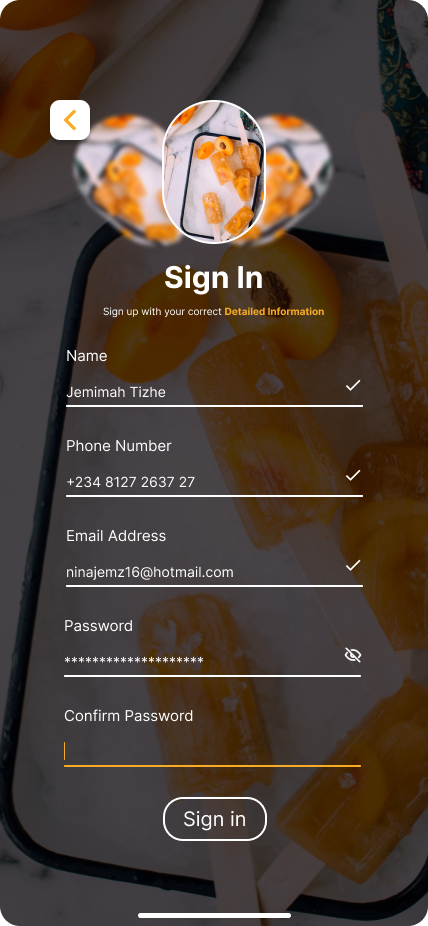 Sign In
Sign up with your correct Detailed Information
Name
Jemimah Tizhe
Phone Number
+234 8127 2637 27
Email Address
ninajemz16@hotmail.com
Password
********************
Confirm Password
Sign in